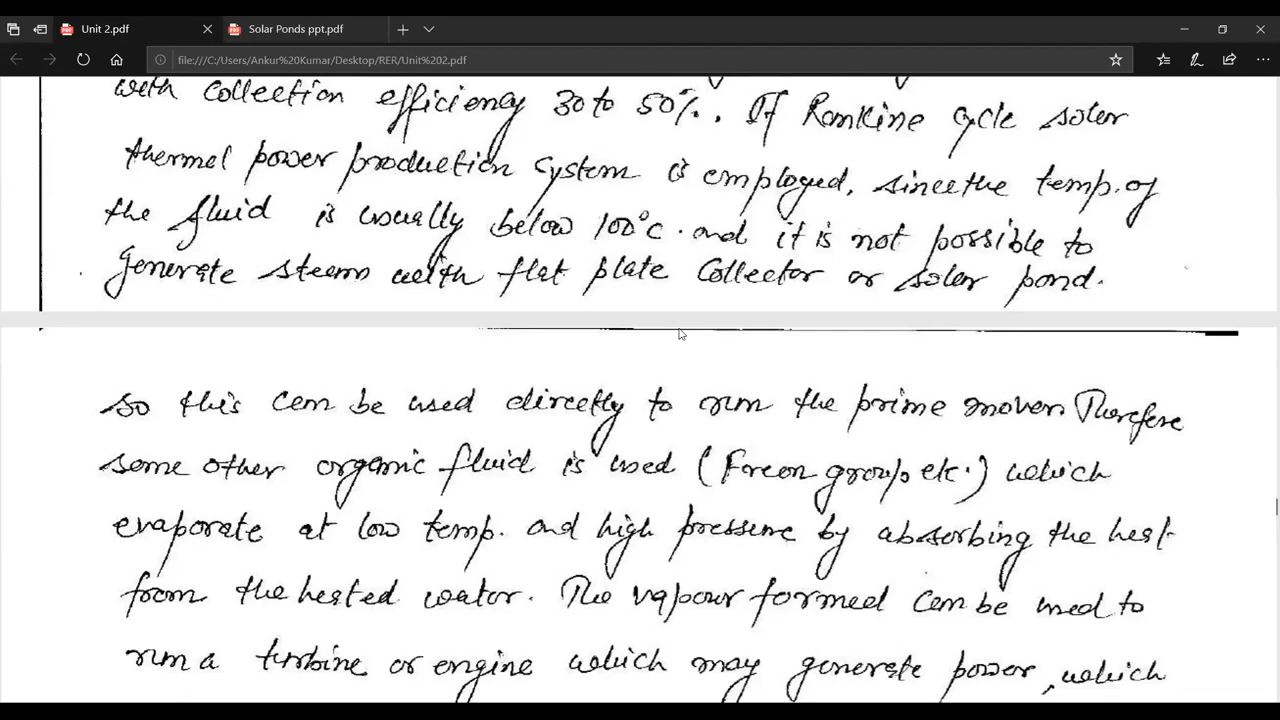 Unit 2.pdf
Solar Ponds ppt.pdf
file:///C:/Users/Ankur%20Kumar/Desktop/RER/Unit%202.pdf
with collection efficiency 30 to 50%. If Rankine cycle solar
thermal power production system is employed, since the temp. of
the fluid is usually below 100°C. and it is not possible to
generate steam with flat plate collector or solar pond.
so this can be used directly to run the prime mover. Therefore
some other organic fluid is used (Freon group etc.) which
evaporate at low temp. and high pressure by absorbing the heat
from the heated water. The vapour formed can be used to
run a turbine or engine which may generate power, which